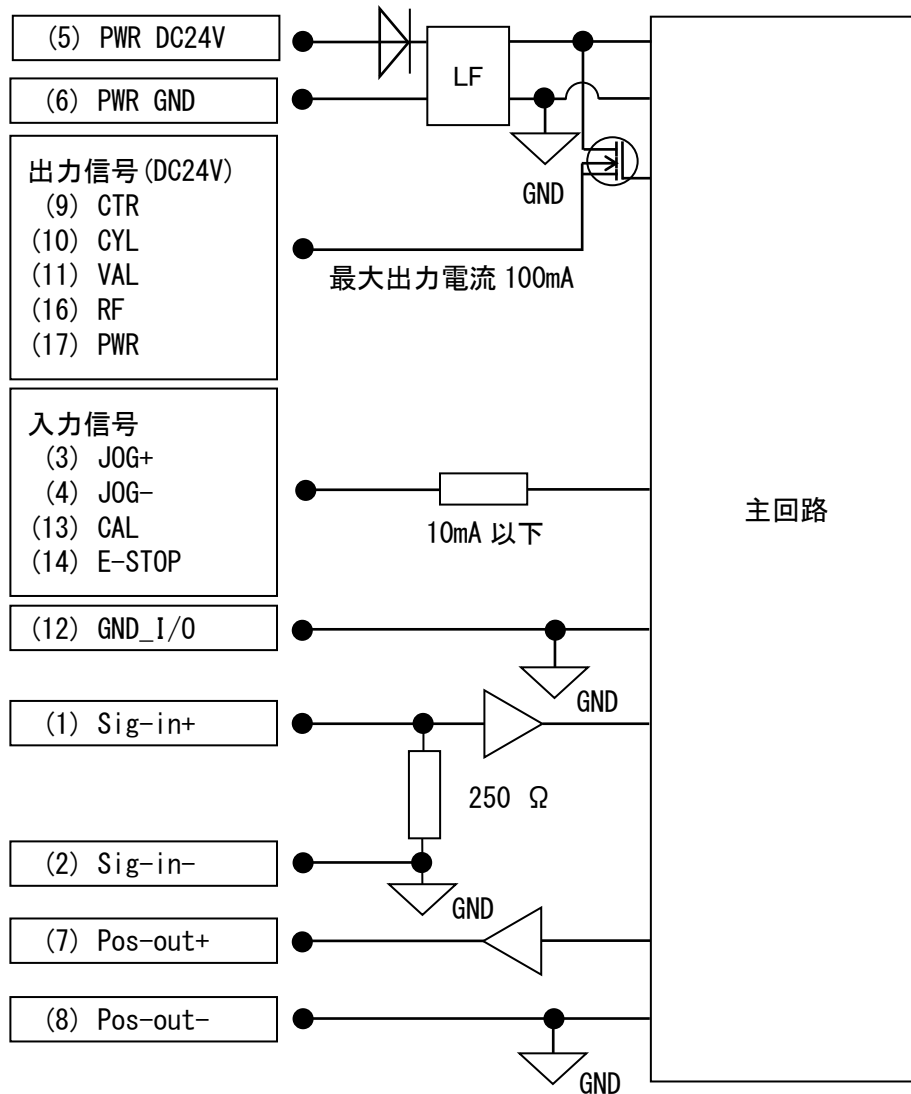 (5) PWR DC24V
LF
(6) PWR GND
GND
出力信号(DC24V)
(9) CTR
(10) CYL
(11) VAL
(16) RF
(17) PWR
最大出力電流 100mA
入力信号
(3) JOG+
(4) JOG-
(13) CAL
(14) E-STOP
10mA 以下
主回路
(12) GND_I/O
GND
(1) Sig-in+
250 Ω
(2) Sig-in-
GND
(7) Pos-out+
(8) Pos-out-
GND